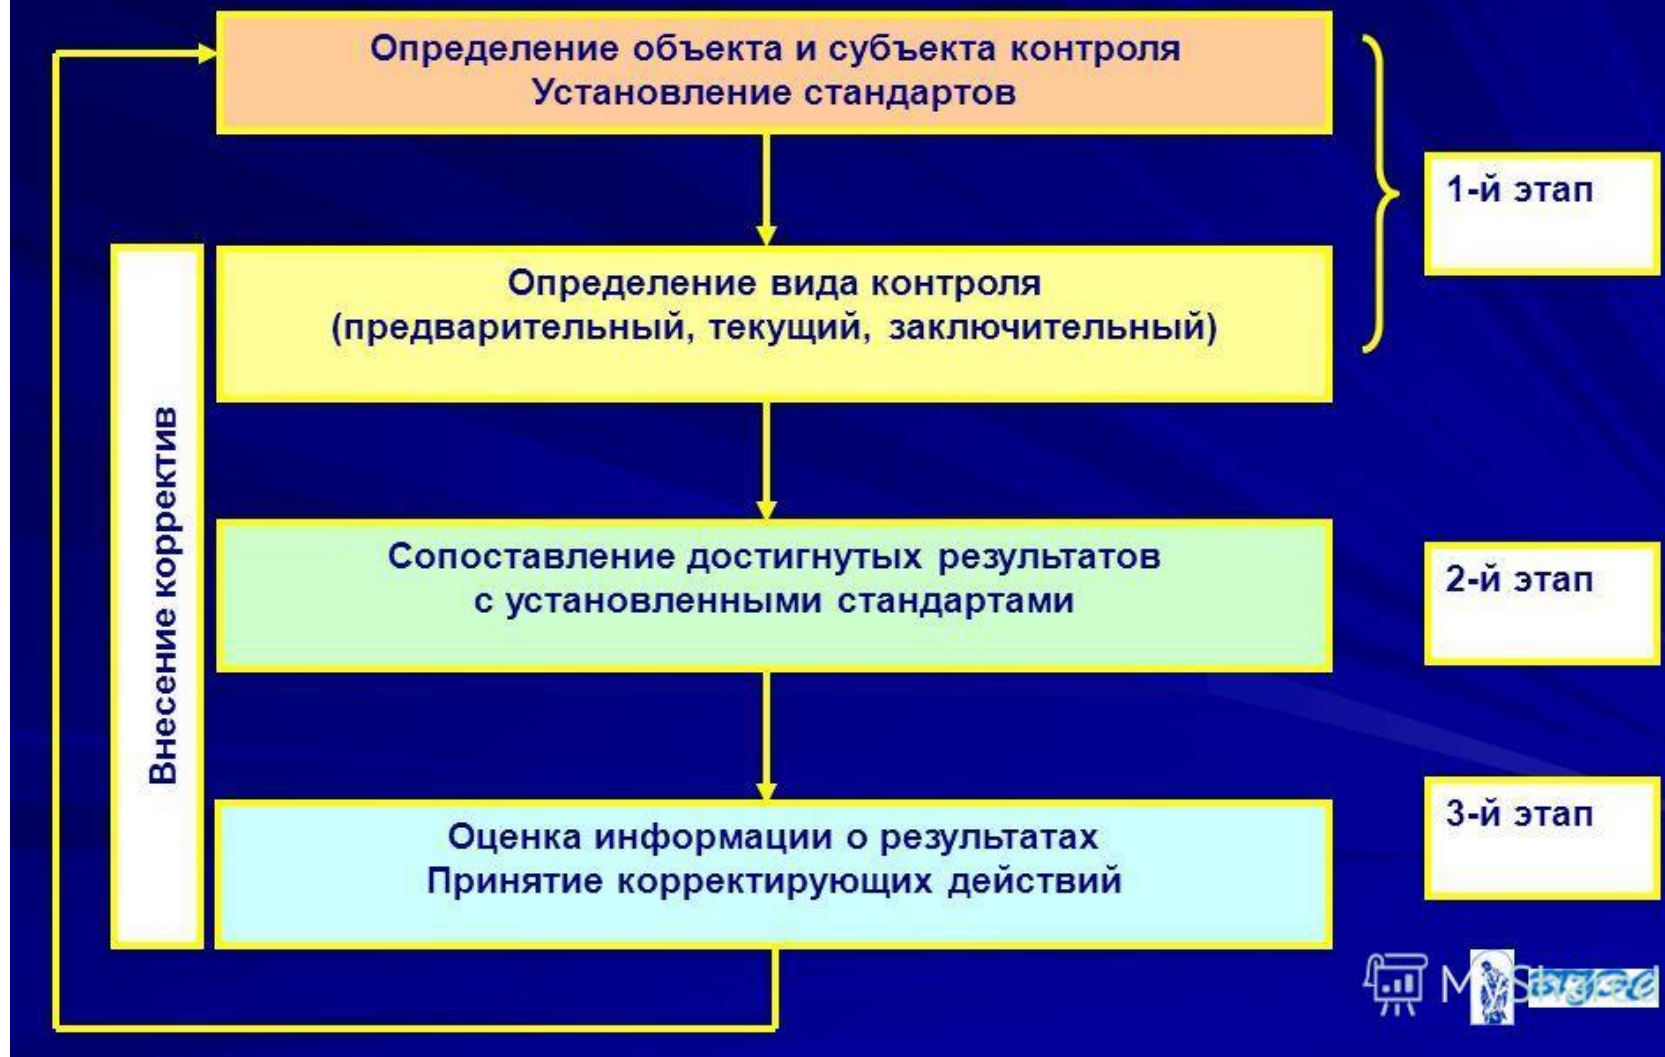 Определение объекта и субъекта контроля
Установление стандартов
1-й этап
Определение вида контроля
(предварительный, текущий, заключительный)
Внесение корректив
Сопоставление достигнутых результатов
с установленными стандартами
2-й этап
Оценка информации о результатах
Принятие корректирующих действий
3-й этап